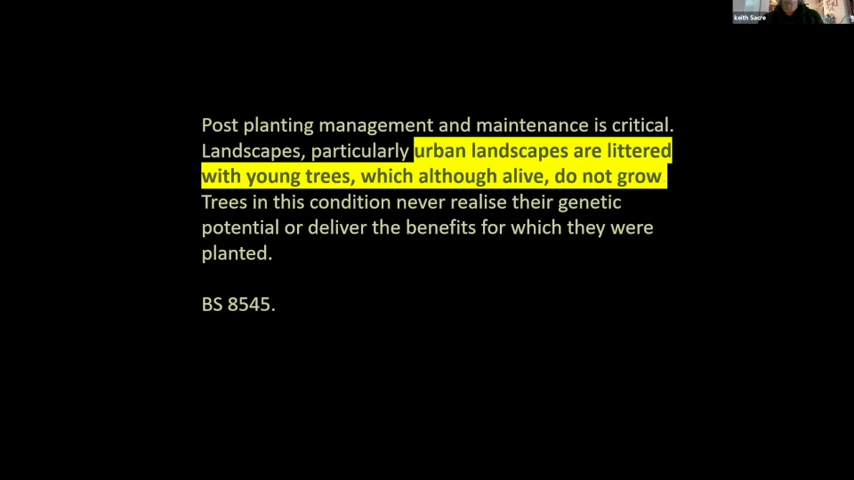 keith Sacre
Post planting management and maintenance is critical.
Landscapes, particularly urban landscapes are littered
with young trees, which although alive, do not grow
Trees in this condition never realise their genetic
potential or deliver the benefits for which they were
planted.
BS 8545.